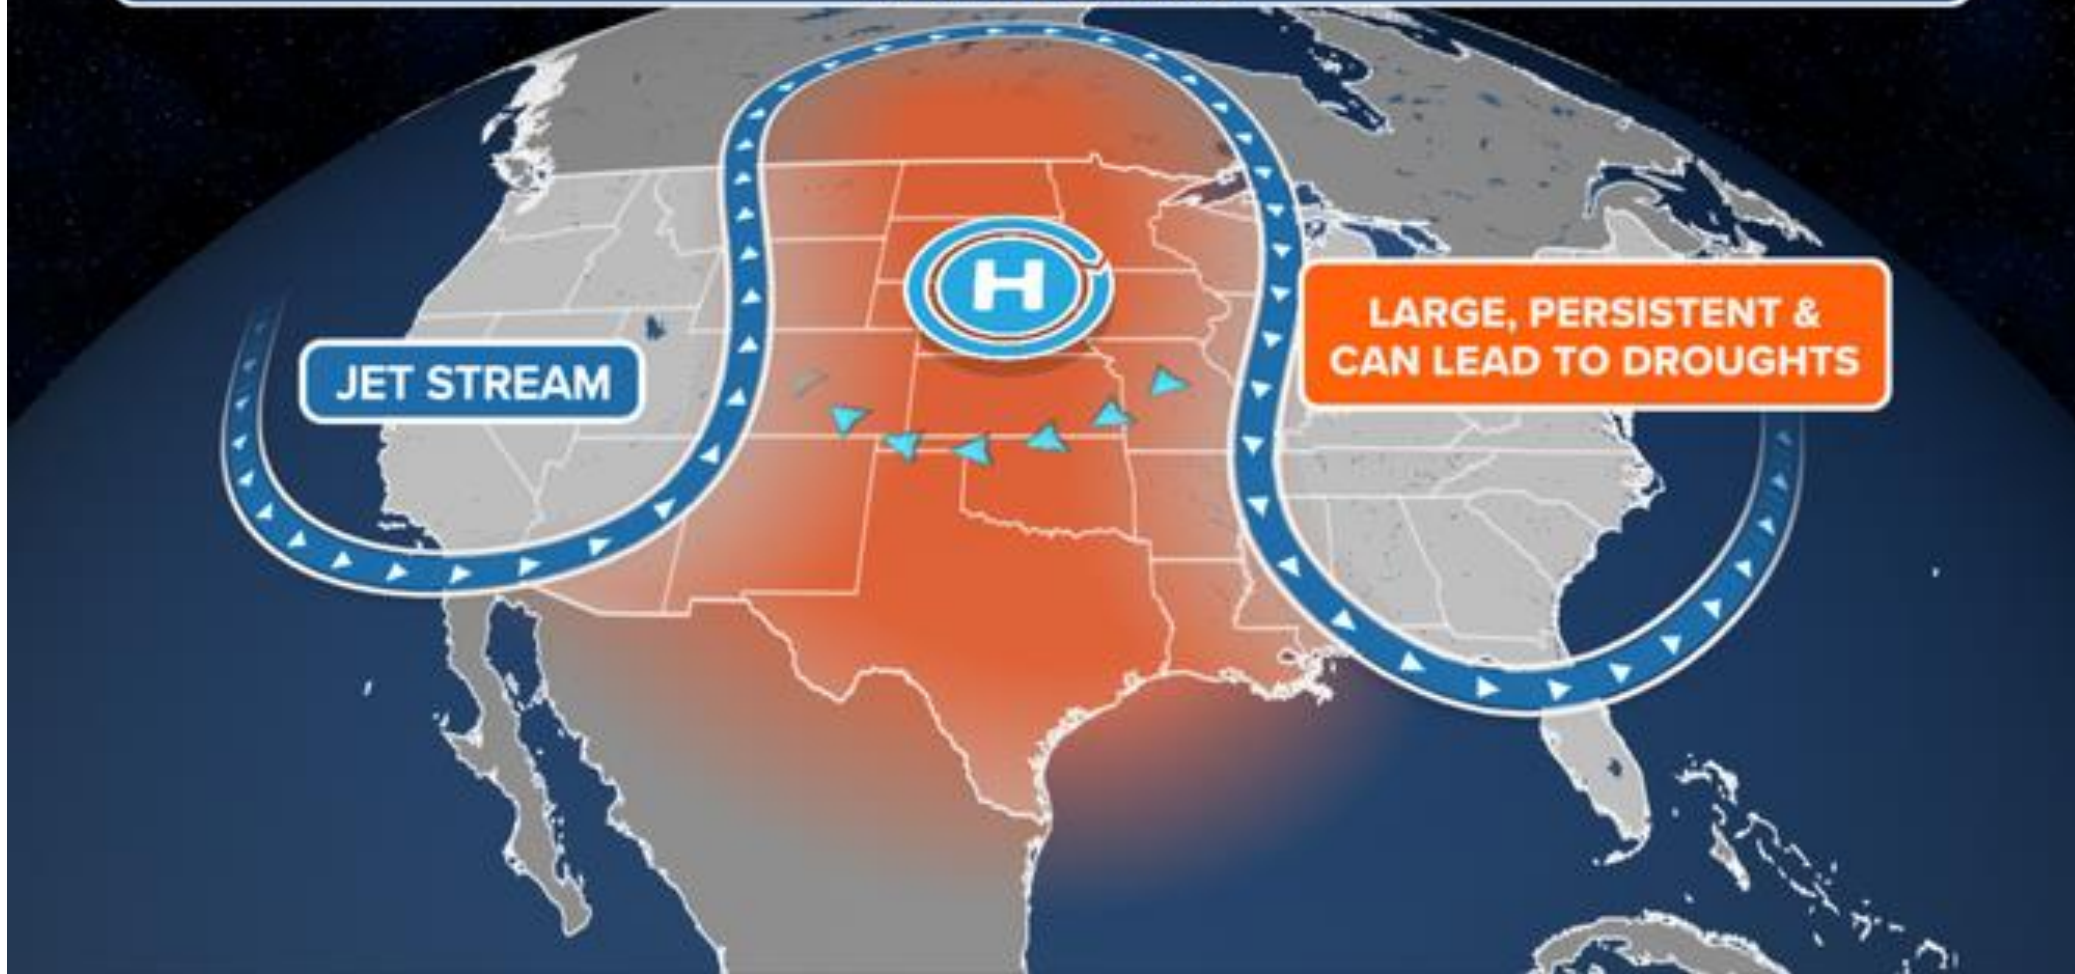 H
JET STREAM
LARGE, PERSISTENT &
CAN LEAD TO DROUGHTS